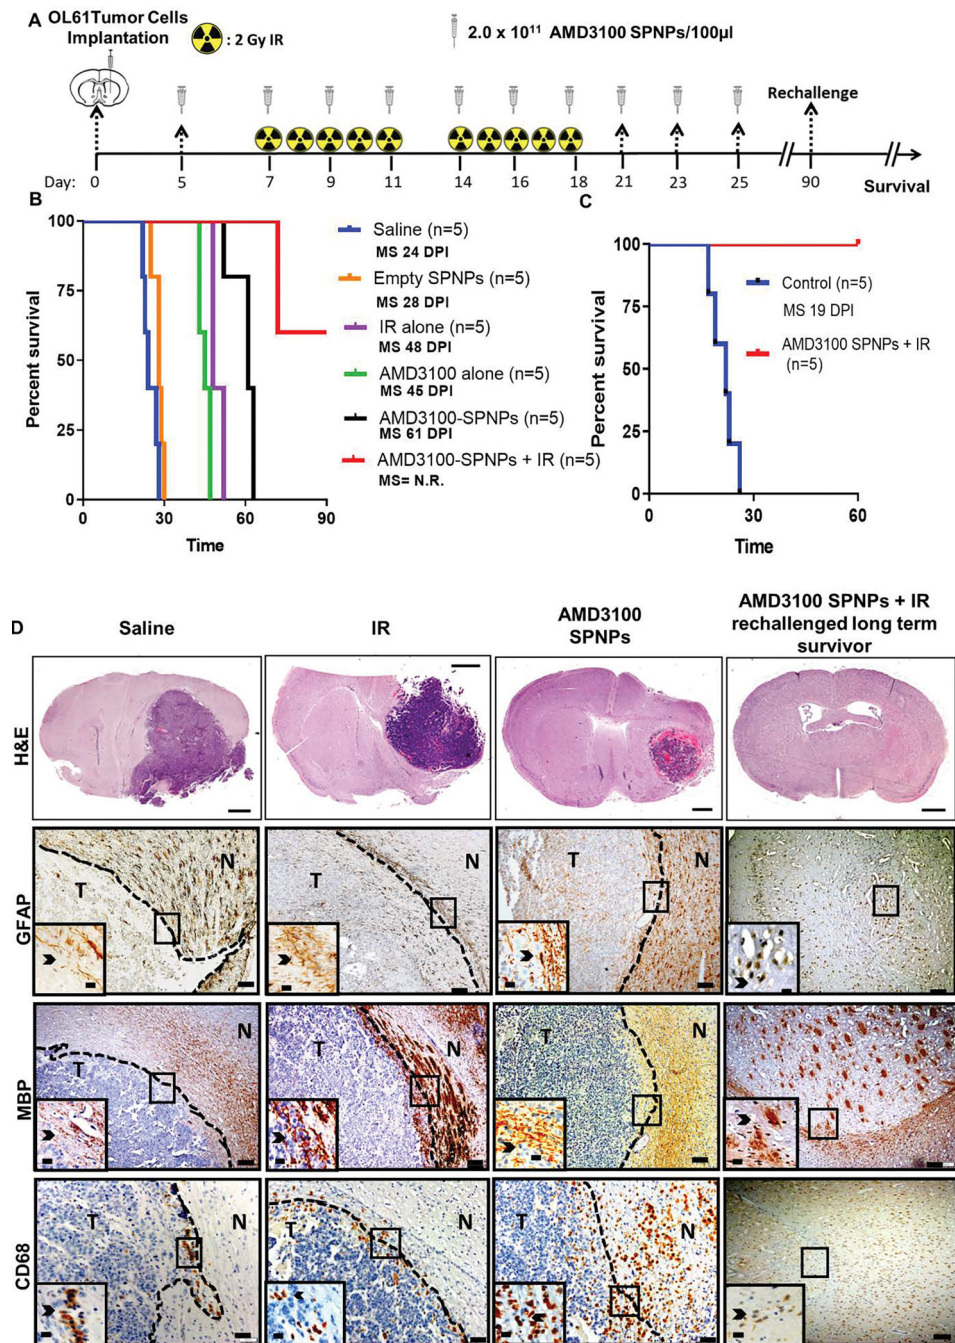 A
OL61Tumor Cells
Implantation
: 2 Gy IR
2.0 x 10¹¹ AMD3100 SPNPs/100µl
Rechallenge
Day: 0 5 7 9 11 14 16 18 21 23 25 90 Survival
B
Percent survival
100
75
50
25
0
0 30 60 90
Time
Saline (n=5)
MS 24 DPI
Empty SPNPs (n=5)
MS 28 DPI
IR alone (n=5)
MS 48 DPI
AMD3100 alone (n=5)
MS 45 DPI
AMD3100-SPNPs (n=5)
MS 61 DPI
AMD3100-SPNPs + IR (n=5)
MS= N.R.
C
Percent survival
100
75
50
25
0
0 20 40 60
Time
Control (n=5)
MS 19 DPI
AMD3100 SPNPs + IR
(n=5)
D
Saline
IR
AMD3100
SPNPs
AMD3100 SPNPs + IR
rechallenged long term
survivor
H&E
GFAP
T N
T N
T N
MBP
T N
T N
T N
CD68
T N
T N
T N